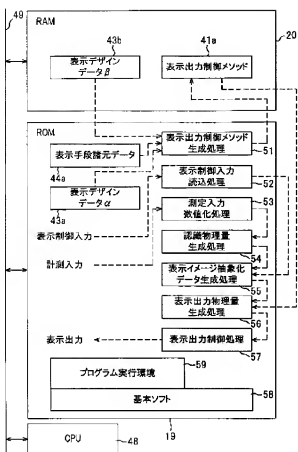 49
RAM
20
43b
41a
表示デザイン
データβ
表示出力制御メソッド
ROM
表示手段諸元データ
44a
表示デザイン
データα
43a
表示出力制御メソッド
生成処理
51
表示制御入力
読込処理
52
表示制御入力
測定入力
数値化処理
53
計測入力
認識物理量
生成処理
54
表示イメージ抽象化
データ生成処理
55
表示出力物理量
生成処理
56
表示出力
表示出力制御処理
57
プログラム実行環境
59
基本ソフト
58
19
CPU
48